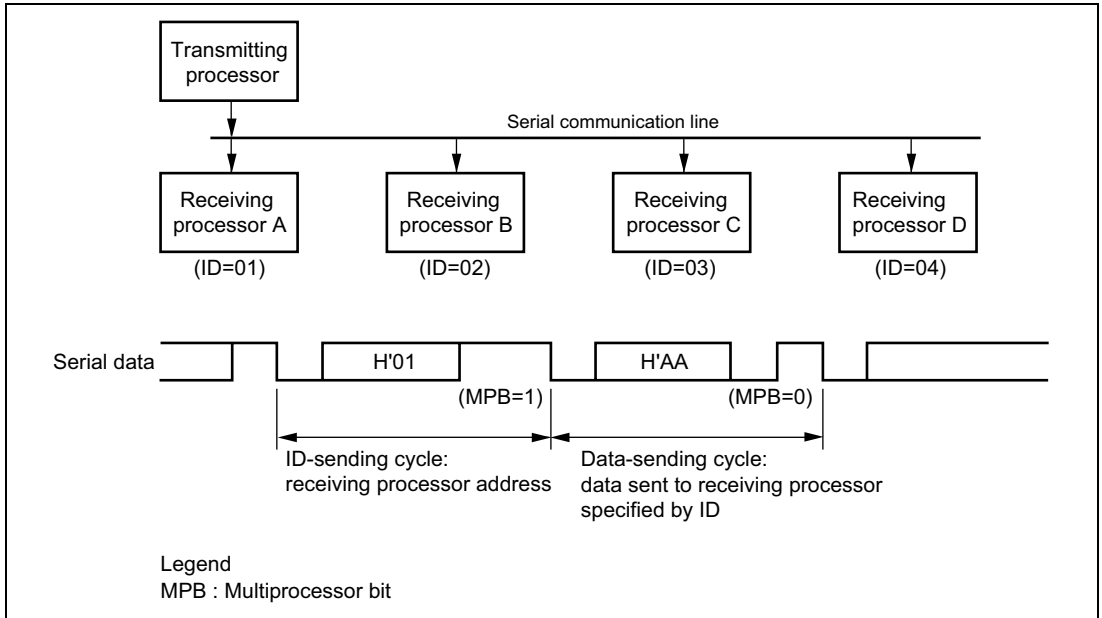 Transmitting
processor
Serial communication line
Receiving
processor A
Receiving
processor B
Receiving
processor C
Receiving
processor D
(ID=01)
(ID=02)
(ID=03)
(ID=04)
Serial data
H'01
H'AA
(MPB=1)
(MPB=0)
ID-sending cycle:
receiving processor address
Data-sending cycle:
data sent to receiving processor
specified by ID
Legend
MPB : Multiprocessor bit